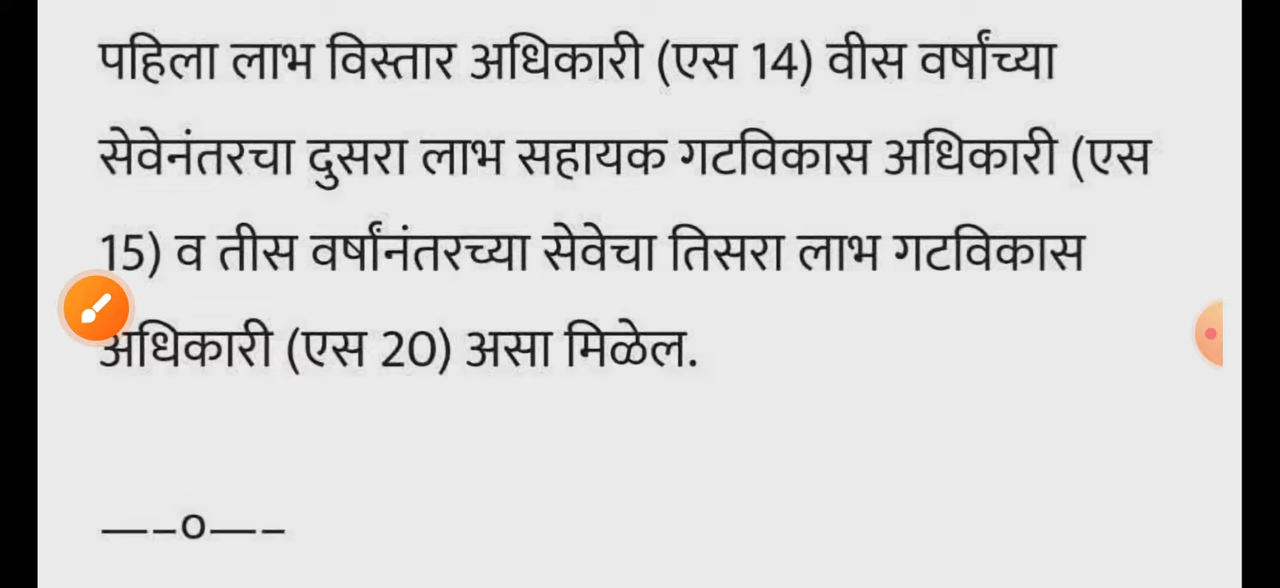 पहिला लाभ विस्तार अधिकारी (एस 14) वीस वर्षांच्या
सेवेनंतरचा दुसरा लाभ सहायक गटविकास अधिकारी (एस
15) व तीस वर्षांनंतरच्या सेवेचा तिसरा लाभ गटविकास
अधिकारी (एस 20) असा मिळेल.
—–०—–